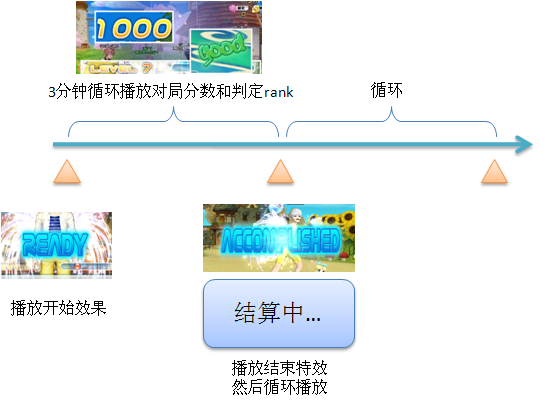 1000
good
LEVEL 7
3分钟循环播放对局分数和判定rank
循环
READY
ACCOMPLISHED
播放开始效果
结算中...
播放结束特效
然后循环播放